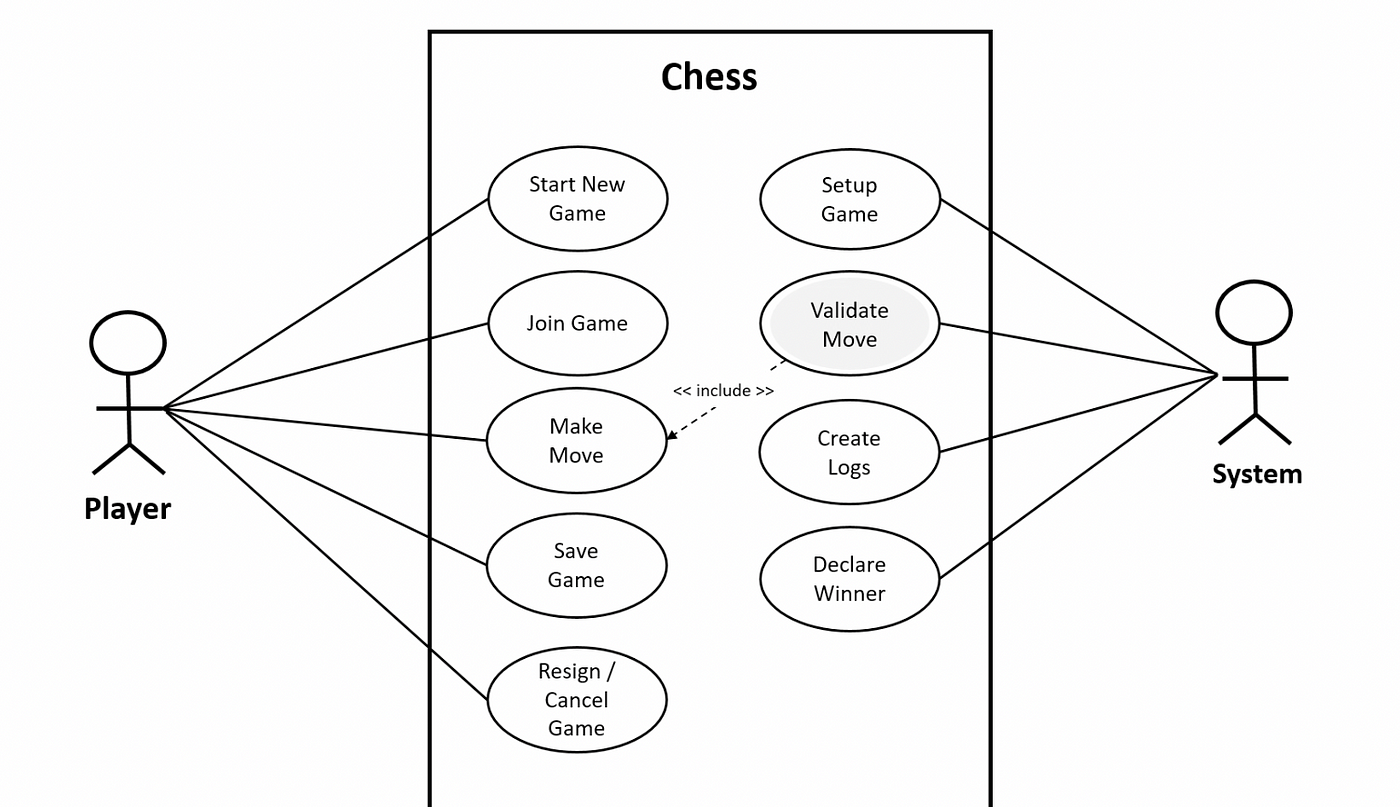 Chess
Start New
Game
Setup
Game
Join Game
Validate
Move
<< include >>
Make
Move
Create
Logs
Player
System
Save
Game
Declare
Winner
Resign /
Cancel
Game